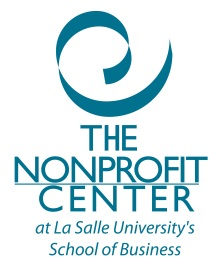 THE
NONPROFIT
CENTER
at La Salle University's
School of Business